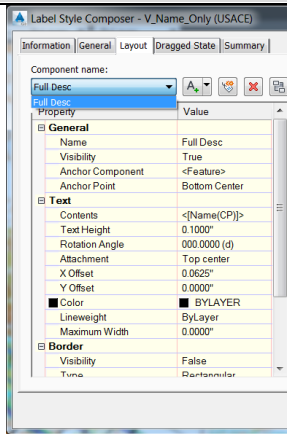 Label Style Composer - V_Name_Only (USACE)
Information General Layout Dragged State Summary
Component name:
Full Desc
Full Desc
Property Value
General
Name Full Desc
Visibility True
Anchor Component <Feature>
Anchor Point Bottom Center
Text
Contents <[Name(CP)]>
Text Height 0.1000"
Rotation Angle 000.0000 (d)
Attachment Top center
X Offset 0.0625"
Y Offset 0.0000"
Color BYLAYER
Lineweight ByLayer
Maximum Width 0.0000"
Border
Visibility False
Type Rectangular